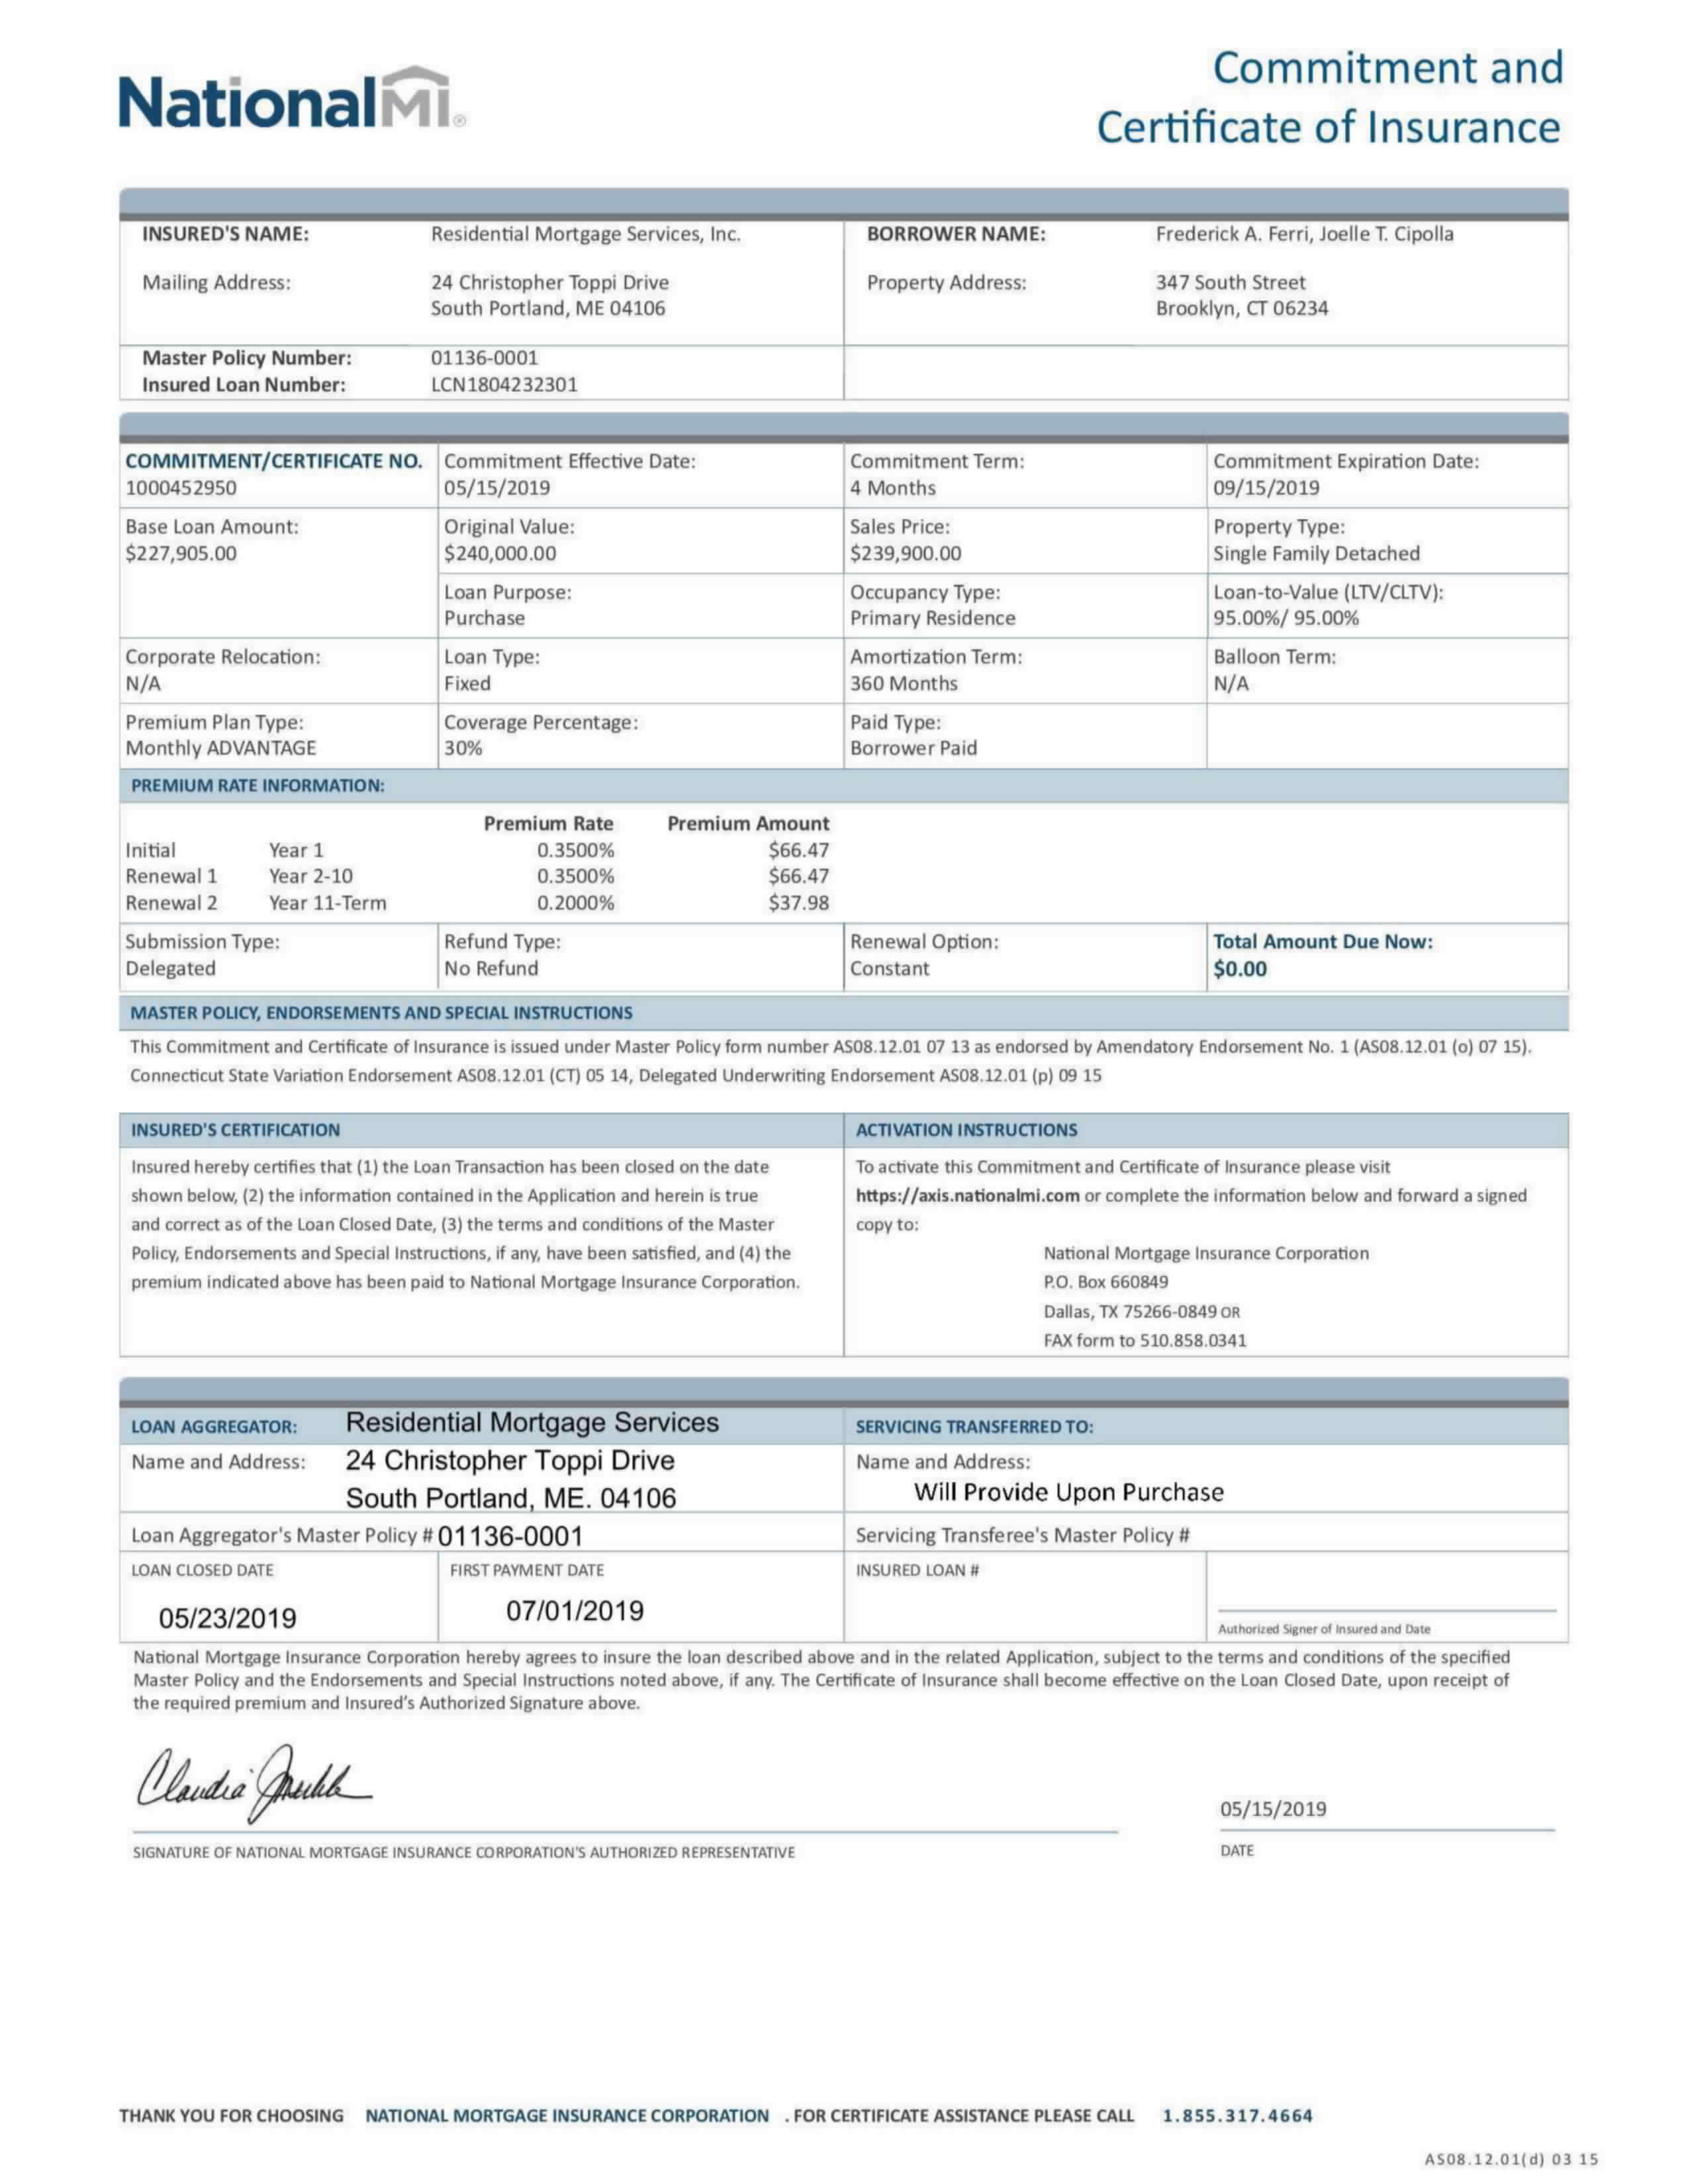 NationalMI®
Commitment and
Certificate of Insurance
INSURED'S NAME: Residential Mortgage Services, Inc. BORROWER NAME: Frederick A. Ferri, Joelle T. Cipolla
Mailing Address: 24 Christopher Toppi Drive Property Address: 347 South Street
South Portland, ME 04106 Brooklyn, CT 06234
Master Policy Number: 01136-0001
Insured Loan Number: LCN1804232301
COMMITMENT/CERTIFICATE NO. Commitment Effective Date: Commitment Term: Commitment Expiration Date:
1000452950 05/15/2019 4 Months 09/15/2019
Base Loan Amount: Original Value: Sales Price: Property Type:
$227,905.00 $240,000.00 $239,900.00 Single Family Detached
Loan Purpose: Occupancy Type: Loan-to-Value (LTV/CLTV):
Purchase Primary Residence 95.00%/ 95.00%
Corporate Relocation: Loan Type: Amortization Term: Balloon Term:
N/A Fixed 360 Months N/A
Premium Plan Type: Coverage Percentage: Paid Type:
Monthly ADVANTAGE 30% Borrower Paid
PREMIUM RATE INFORMATION:
Premium Rate Premium Amount
Initial Year 1 0.3500% $66.47
Renewal 1 Year 2-10 0.3500% $66.47
Renewal 2 Year 11-Term 0.2000% $37.98
Submission Type: Refund Type: Renewal Option: Total Amount Due Now:
Delegated No Refund Constant $0.00
MASTER POLICY, ENDORSEMENTS AND SPECIAL INSTRUCTIONS
This Commitment and Certificate of Insurance is issued under Master Policy form number AS08.12.01 07 13 as endorsed by Amendatory Endorsement No. 1 (AS08.12.01 (o) 07 15).
Connecticut State Variation Endorsement AS08.12.01 (CT) 05 14, Delegated Underwriting Endorsement AS08.12.01 (p) 09 15
INSURED'S CERTIFICATION
Insured hereby certifies that (1) the Loan Transaction has been closed on the date
shown below, (2) the information contained in the Application and herein is true
and correct as of the Loan Closed Date, (3) the terms and conditions of the Master
Policy, Endorsements and Special Instructions, if any, have been satisfied, and (4) the
premium indicated above has been paid to National Mortgage Insurance Corporation.
ACTIVATION INSTRUCTIONS
To activate this Commitment and Certificate of Insurance please visit
https://axis.nationalmi.com or complete the information below and forward a signed
copy to:
National Mortgage Insurance Corporation
P.O. Box 660849
Dallas, TX 75266-0849 OR
FAX form to 510.858.0341
LOAN AGGREGATOR: Residential Mortgage Services SERVICING TRANSFERRED TO:
Name and Address: 24 Christopher Toppi Drive Name and Address:
South Portland, ME. 04106 Will Provide Upon Purchase
Loan Aggregator's Master Policy # 01136-0001 Servicing Transferee's Master Policy #
LOAN CLOSED DATE FIRST PAYMENT DATE INSURED LOAN #
05/23/2019 07/01/2019
Authorized Signer of Insured and Date
National Mortgage Insurance Corporation hereby agrees to insure the loan described above and in the related Application, subject to the terms and conditions of the specified
Master Policy and the Endorsements and Special Instructions noted above, if any. The Certificate of Insurance shall become effective on the Loan Closed Date, upon receipt of
the required premium and Insured's Authorized Signature above.
Claudia
05/15/2019
SIGNATURE OF NATIONAL MORTGAGE INSURANCE CORPORATION'S AUTHORIZED REPRESENTATIVE DATE
THANK YOU FOR CHOOSING NATIONAL MORTGAGE INSURANCE CORPORATION . FOR CERTIFICATE ASSISTANCE PLEASE CALL 1.855.317.4664
AS08.12.01(d) 03 15